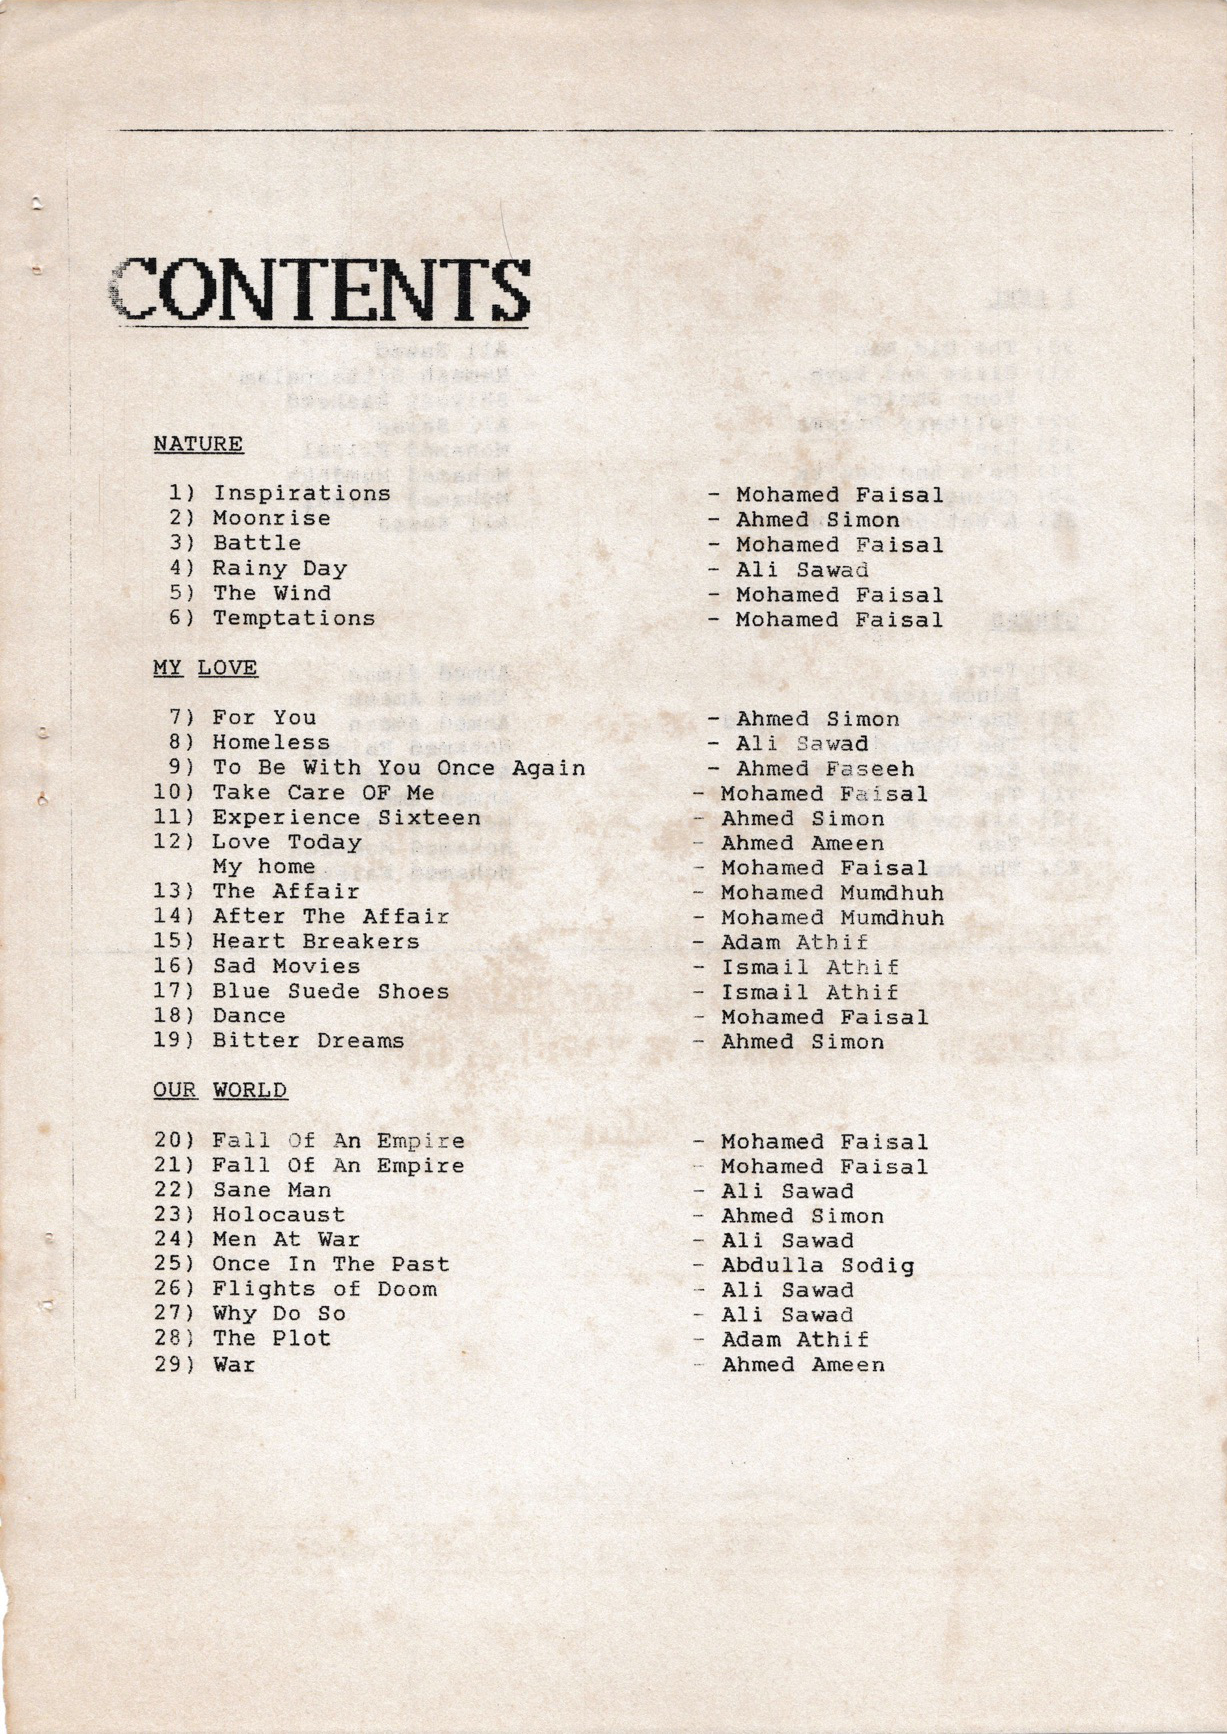 CONTENTS
NATURE
1) Inspirations - Mohamed Faisal
2) Moonrise - Ahmed Simon
3) Battle - Mohamed Faisal
4) Rainy Day - Ali Sawad
5) The Wind - Mohamed Faisal
6) Temptations - Mohamed Faisal
MY LOVE
7) For You - Ahmed Simon
8) Homeless - Ali Sawad
9) To Be With You Once Again - Ahmed Faseeh
10) Take Care OF Me - Mohamed Faisal
11) Experience Sixteen - Ahmed Simon
12) Love Today - Ahmed Ameen
My home - Mohamed Faisal
13) The Affair - Mohamed Mumdhuh
14) After The Affair - Mohamed Mumdhuh
15) Heart Breakers - Adam Athif
16) Sad Movies - Ismail Athif
17) Blue Suede Shoes - Ismail Athif
18) Dance - Mohamed Faisal
19) Bitter Dreams - Ahmed Simon
OUR WORLD
20) Fall Of An Empire - Mohamed Faisal
21) Fall Of An Empire - Mohamed Faisal
22) Sane Man - Ali Sawad
23) Holocaust - Ahmed Simon
24) Men At War - Ali Sawad
25) Once In The Past - Abdulla Sodig
26) Flights of Doom - Ali Sawad
27) Why Do So - Ali Sawad
28) The Plot - Adam Athif
29) War - Ahmed Ameen